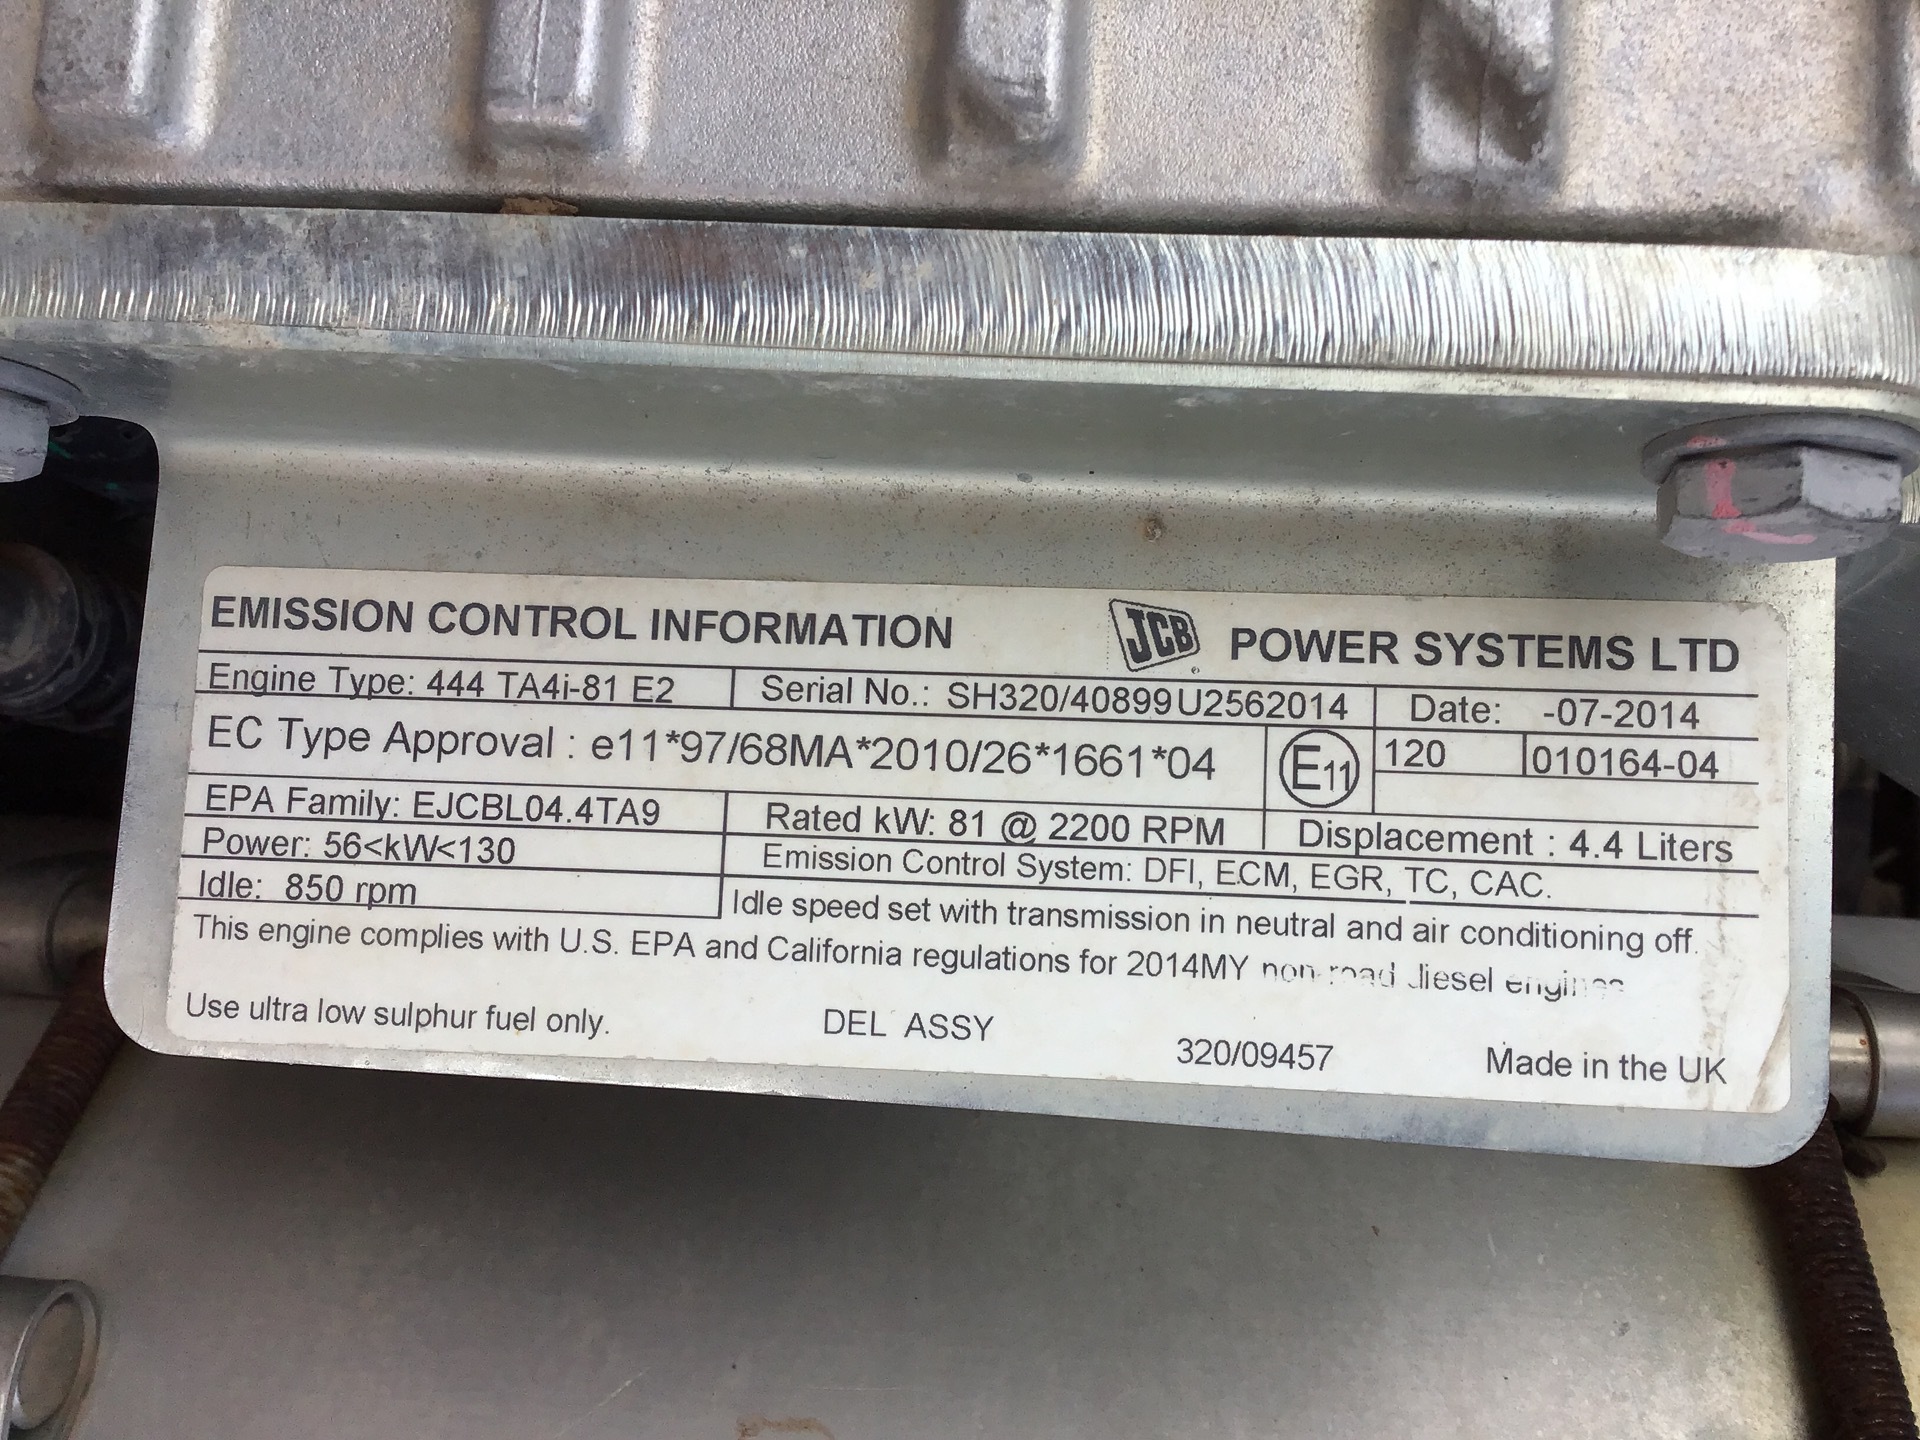 EMISSION CONTROL INFORMATION JCB POWER SYSTEMS LTD
Engine Type: 444 TA4i-81 E2 Serial No.: SH320/40899U2562014 Date: -07-2014
EC Type Approval : e11*97/68MA*2010/26*1661*04 E11 120 010164-04
EPA Family: EJCBL04.4TA9 Rated kW: 81 @ 2200 RPM Displacement : 4.4 Liters
Power: 56<kW<130 Emission Control System: DFI, ECM, EGR, TC, CAC.
Idle: 850 rpm Idle speed set with transmission in neutral and air conditioning off.
This engine complies with U.S. EPA and California regulations for 2014MY non-road diesel engines
Use ultra low sulphur fuel only. DEL ASSY 320/09457 Made in the UK